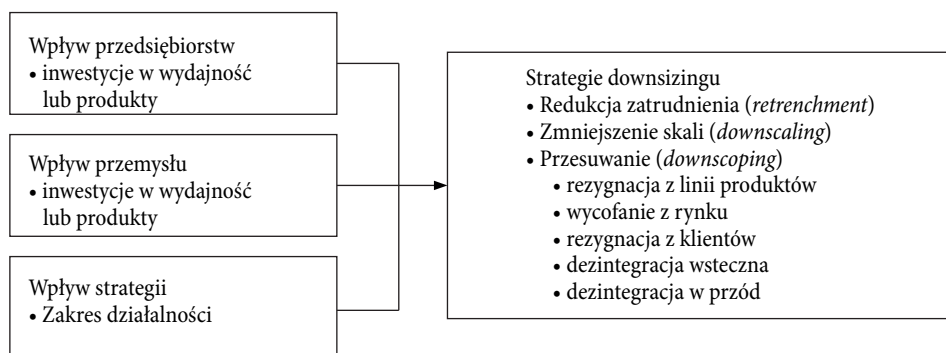 Wpływ przedsiębiorstw
• inwestycje w wydajność
lub produkty
Wpływ przemysłu
• inwestycje w wydajność
lub produkty
Wpływ strategii
• Zakres działalności
Strategie downsizingu
• Redukcja zatrudnienia (retrenchment)
• Zmniejszenie skali (downscaling)
• Przesuwanie (downscoping)
• rezygnacja z linii produktów
• wycofanie z rynku
• rezygnacja z klientów
• dezintegracja wsteczna
• dezintegracja w przód